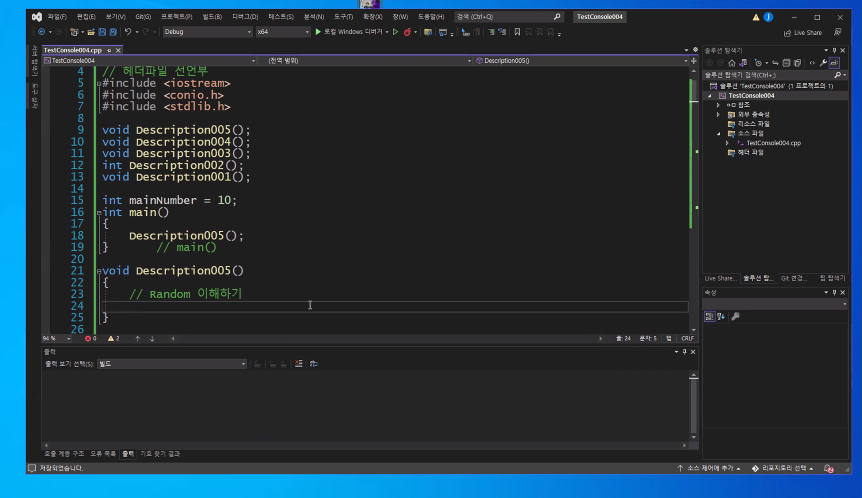 파일(F) 편집(E) 보기(V) Git(G) 프로젝트(P) 빌드(B) 디버그(D) 테스트(S) 분석(N) 도구(T) 확장(X) 창(W) 도움말(H) 검색 (Ctrl+Q) TestConsole004
Debug x64 로컬 Windows 디버거 Live Share
TestConsole004.cpp
TestConsole004 (전역 범위) Description005()
4 // 헤더파일 선언부
5 #include <iostream>
6 #include <conio.h>
7 #include <stdlib.h>
8
9 void Description005();
10 void Description004();
11 void Description003();
12 int Description002();
13 void Description001();
14
15 int mainNumber = 10;
16 int main()
17 {
18 Description005();
19 } // main()
20
21 void Description005()
22 {
23 // Random 이해하기
24
25 }
26
94 % 0 2 줄: 24 문자: 5 탭 CRLF
출력
출력 보기 선택(S): 빌드
호출 계층 구조 오류 목록 출력 기호 찾기 결과
저장되었습니다. 소스 제어에 추가 리포지토리 선택 2
솔루션 탐색기
솔루션 탐색기 검색(Ctrl+;)
솔루션 'TestConsole004' (1 프로젝트의 1)
TestConsole004
참조
외부 종속성
리소스 파일
소스 파일
TestConsole004.cpp
헤더 파일
Live Share... 솔루션 탐... Git 변경... 팀 탐색기
속성